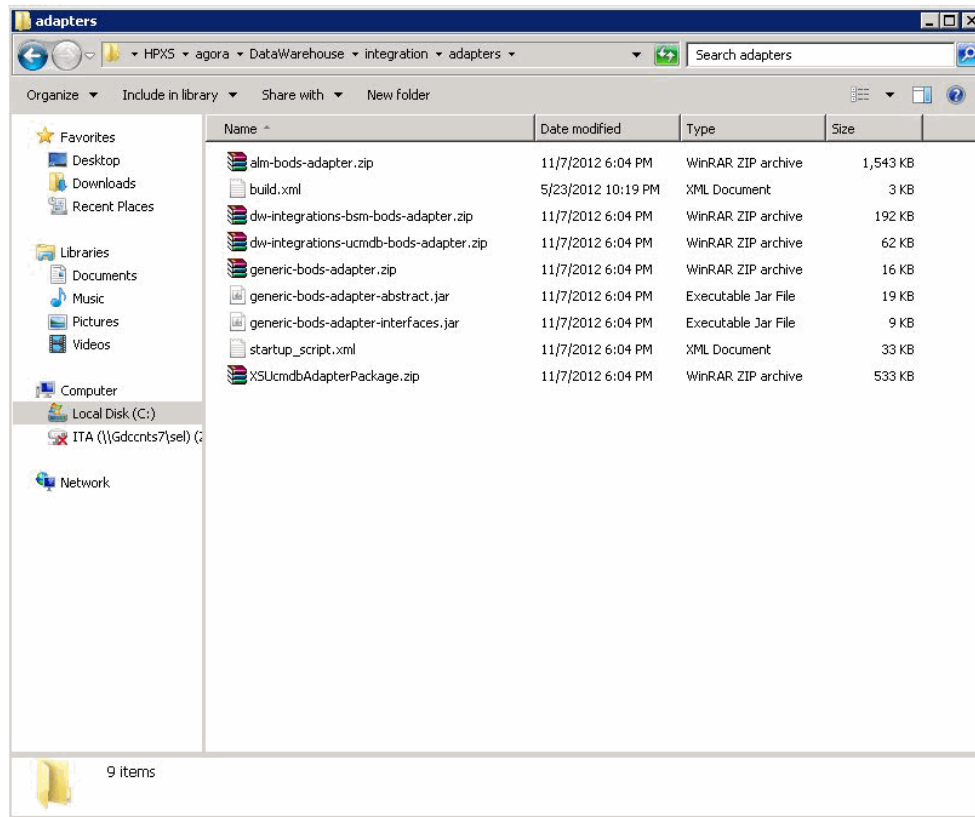 adapters
HPXS agora DataWarehouse integration adapters Search adapters
Organize Include in library Share with New folder
Favorites
Desktop
Downloads
Recent Places
Libraries
Documents
Music
Pictures
Videos
Computer
Local Disk (C:)
ITA (\\Gdccnts7\sel) (
Network
Name Date modified Type Size
alm-bods-adapter.zip 11/7/2012 6:04 PM WinRAR ZIP archive 1,543 KB
build.xml 5/23/2012 10:19 PM XML Document 3 KB
dw-integrations-bsm-bods-adapter.zip 11/7/2012 6:04 PM WinRAR ZIP archive 192 KB
dw-integrations-ucmdb-bods-adapter.zip 11/7/2012 6:04 PM WinRAR ZIP archive 62 KB
generic-bods-adapter.zip 11/7/2012 6:04 PM WinRAR ZIP archive 16 KB
generic-bods-adapter-abstract.jar 11/7/2012 6:04 PM Executable Jar File 19 KB
generic-bods-adapter-interfaces.jar 11/7/2012 6:04 PM Executable Jar File 9 KB
startup_script.xml 11/7/2012 6:04 PM XML Document 33 KB
XSUcmdbAdapterPackage.zip 11/7/2012 6:04 PM WinRAR ZIP archive 533 KB
9 items